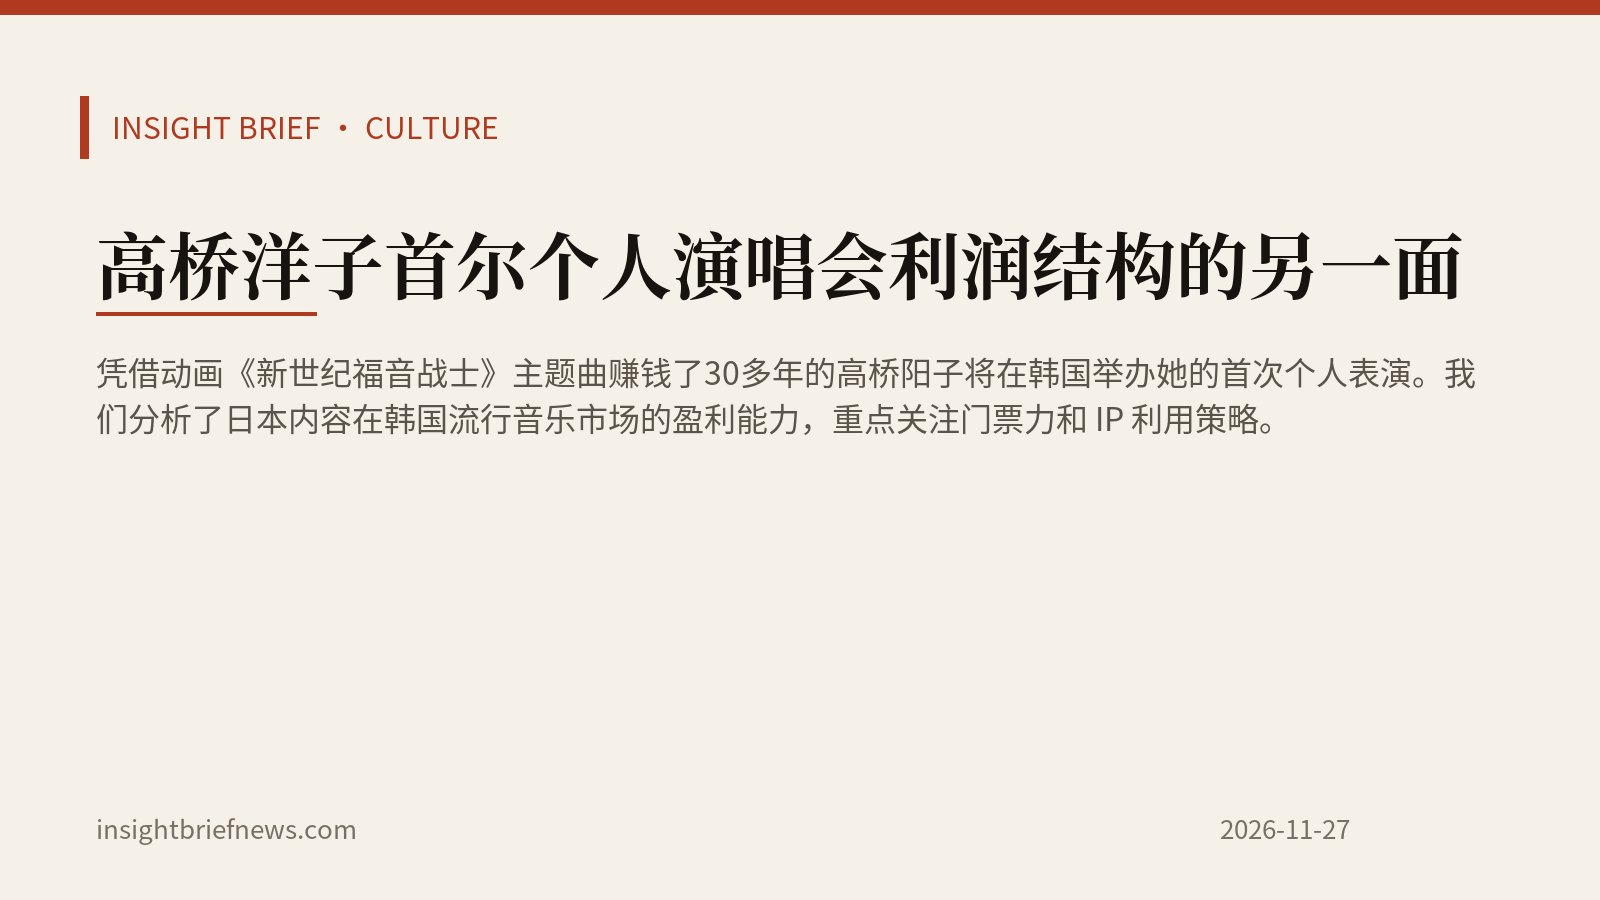 INSIGHT BRIEF • CULTURE
高桥洋子首尔个人演唱会利润结构的另一面
凭借动画《新世纪福音战士》主题曲赚钱了30多年的高桥阳子将在韩国举办她的首次个人表演。我
们分析了日本内容在韩国流行音乐市场的盈利能力，重点关注门票力和 IP 利用策略。
insightbriefnews.com
2026-11-27